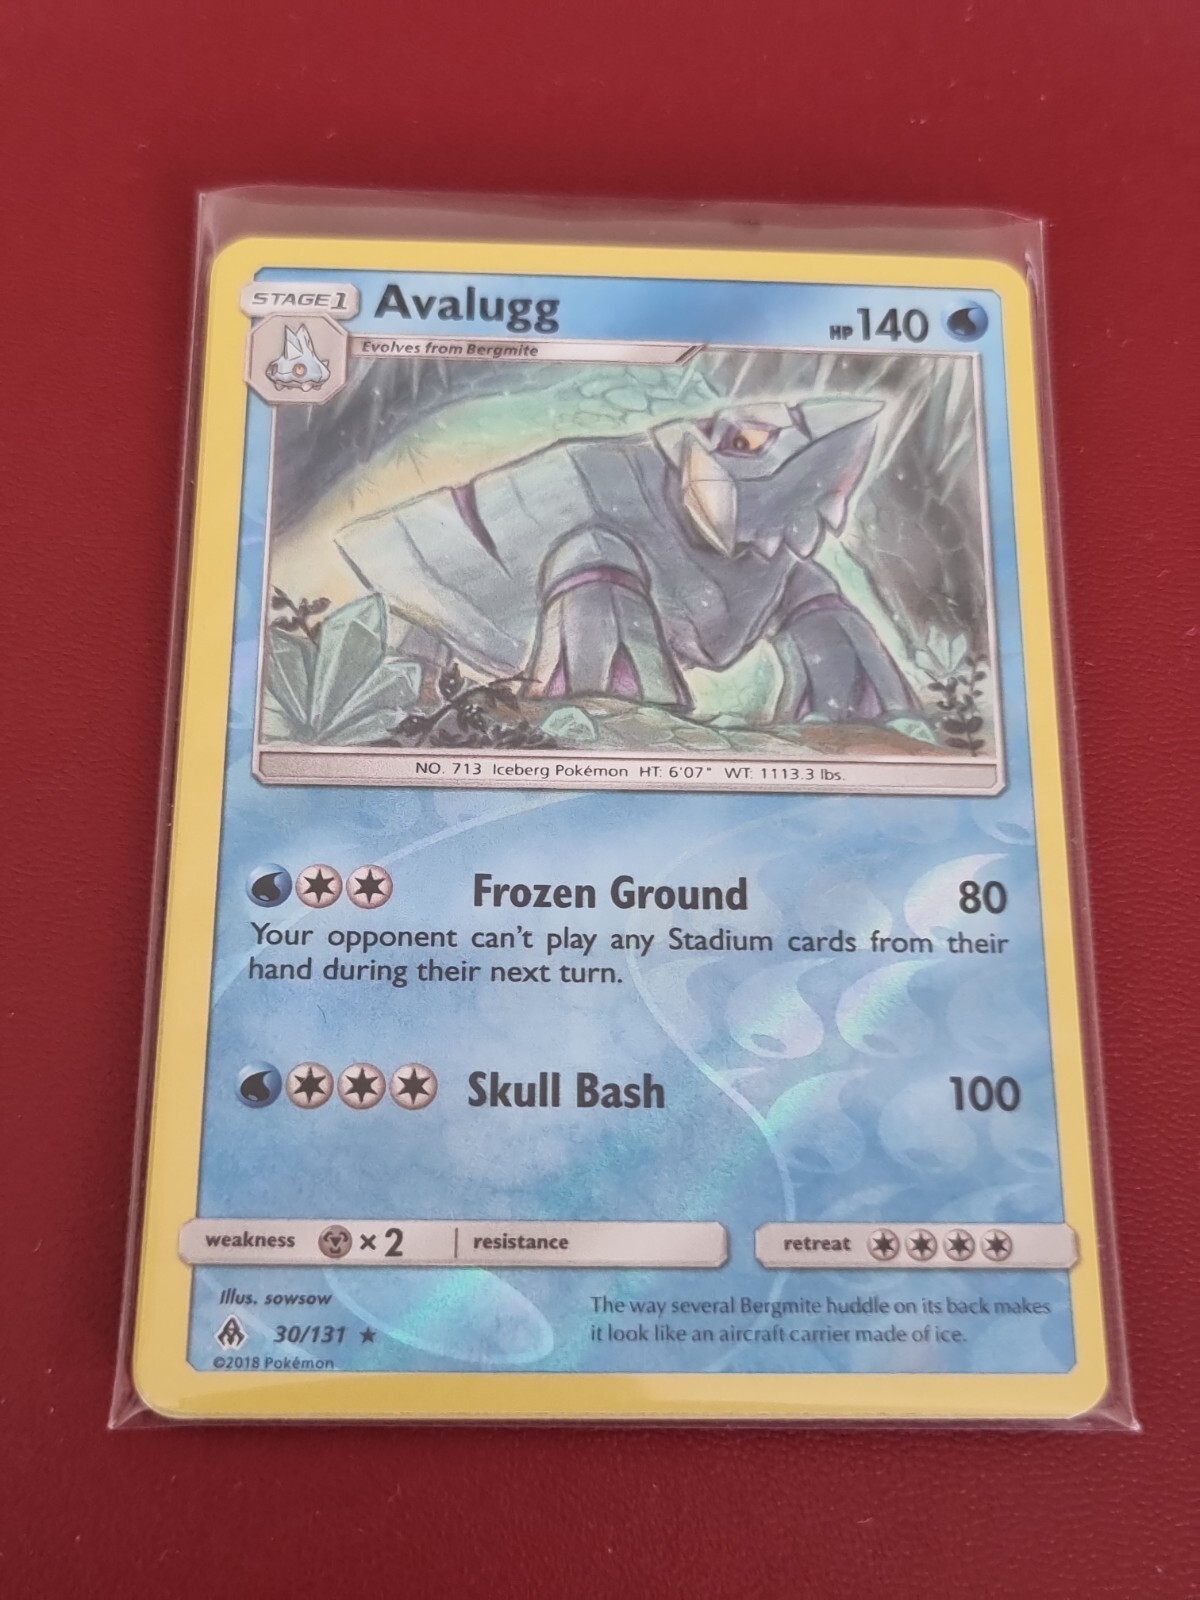 STAGE1 Avalugg HP 140
Evolves from Bergmite
NO. 713 Iceberg Pokémon HT: 6'07" WT: 1113.3 lbs.
Frozen Ground 80
Your opponent can't play any Stadium cards from their
hand during their next turn.
Skull Bash 100
weakness × 2 resistance retreat
Illus. sowsow
30/131
©2018 Pokémon
The way several Bergmite huddle on its back makes
it look like an aircraft carrier made of ice.